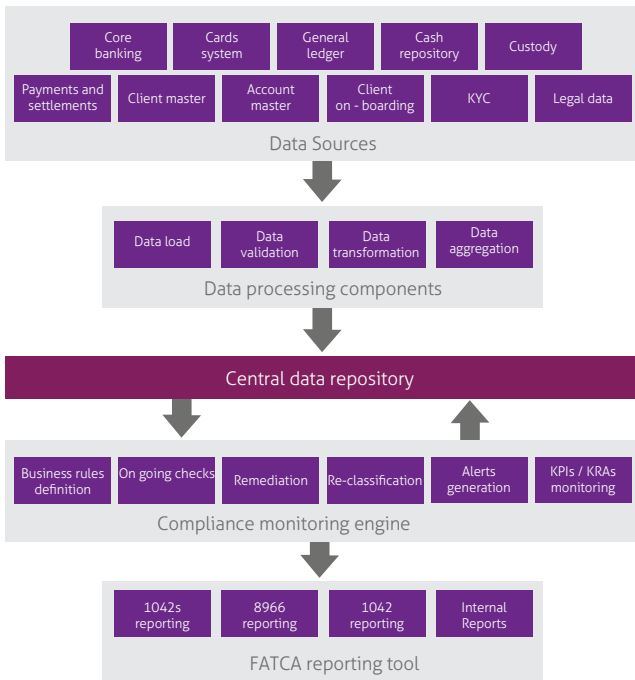 Core
banking
Cards
system
General
ledger
Cash
repository
Custody
Payments and
settlements
Client master
Account
master
Client
on - boarding
KYC
Legal data
Data Sources
Data load
Data
validation
Data
transformation
Data
aggregation
Data processing components
Central data repository
Business rules
definition
On going checks
Remediation
Re-classification
Alerts
generation
KPIs / KRAs
monitoring
Compliance monitoring engine
1042s
reporting
8966
reporting
1042
reporting
Internal
Reports
FATCA reporting tool